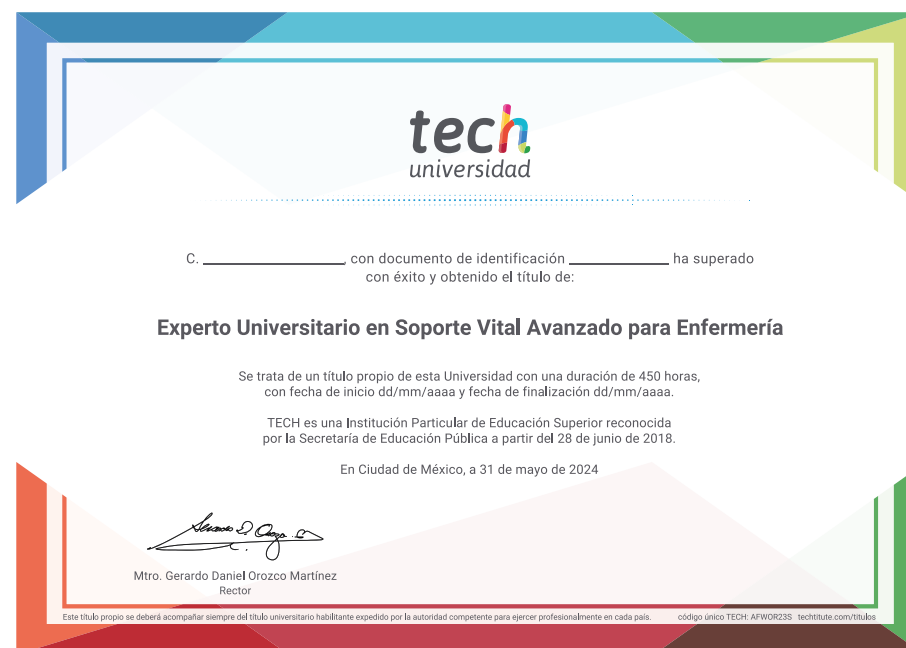 tech
universidad
C. ____________________, con documento de identificación ______________ ha superado
con éxito y obtenido el título de:
Experto Universitario en Soporte Vital Avanzado para Enfermería
Se trata de un título propio de esta Universidad con una duración de 450 horas,
con fecha de inicio dd/mm/aaaa y fecha de finalización dd/mm/aaaa.
TECH es una Institución Particular de Educación Superior reconocida
por la Secretaría de Educación Pública a partir del 28 de junio de 2018.
En Ciudad de México, a 31 de mayo de 2024
Mtro. Gerardo Daniel Orozco Martínez
Rector
Este título propio se deberá acompañar siempre del título universitario habilitante expedido por la autoridad competente para ejercer profesionalmente en cada país. código único TECH: AFWOR23S techtitute.com/titulos